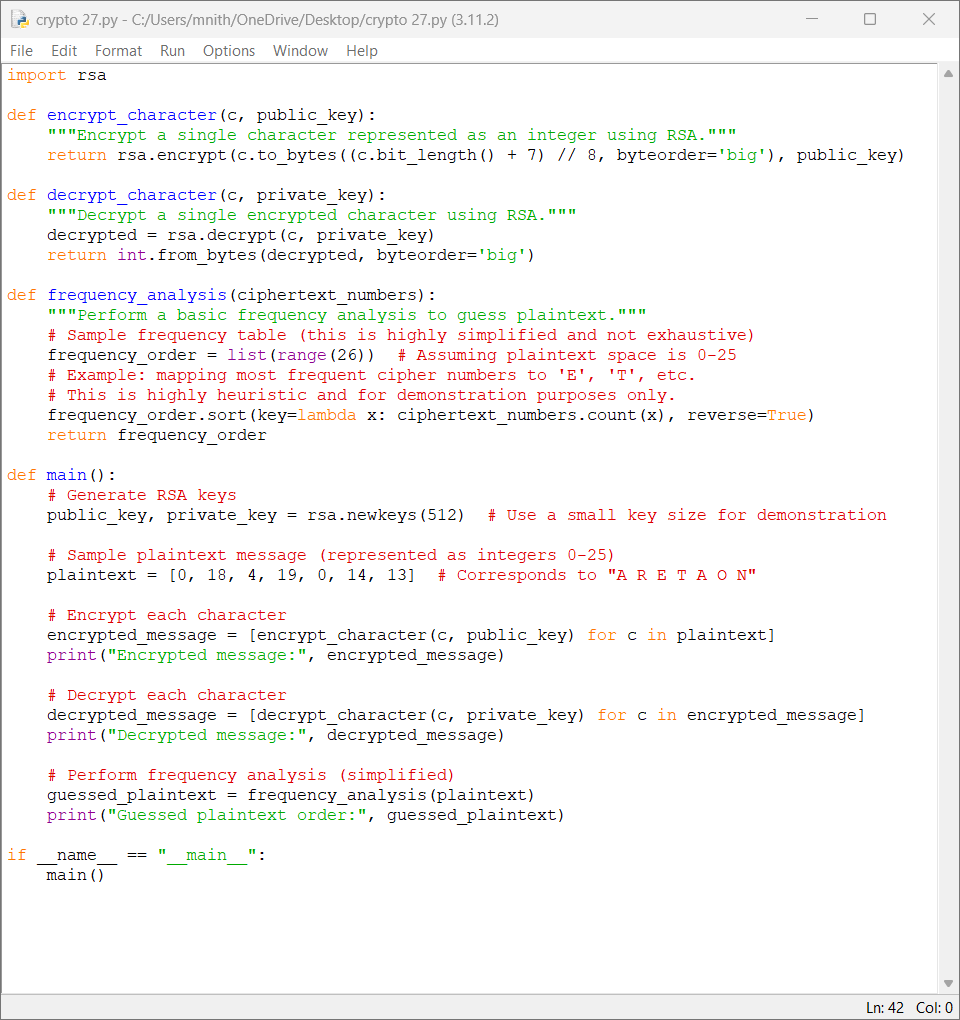 crypto 27.py - C:/Users/mnith/OneDrive/Desktop/crypto 27.py (3.11.2)
File Edit Format Run Options Window Help
import rsa

def encrypt_character(c, public_key):
    """Encrypt a single character represented as an integer using RSA."""
    return rsa.encrypt(c.to_bytes((c.bit_length() + 7) // 8, byteorder='big'), public_key)

def decrypt_character(c, private_key):
    """Decrypt a single encrypted character using RSA."""
    decrypted = rsa.decrypt(c, private_key)
    return int.from_bytes(decrypted, byteorder='big')

def frequency_analysis(ciphertext_numbers):
    """Perform a basic frequency analysis to guess plaintext."""
    # Sample frequency table (this is highly simplified and not exhaustive)
    frequency_order = list(range(26))  # Assuming plaintext space is 0-25
    # Example: mapping most frequent cipher numbers to 'E', 'T', etc.
    # This is highly heuristic and for demonstration purposes only.
    frequency_order.sort(key=lambda x: ciphertext_numbers.count(x), reverse=True)
    return frequency_order

def main():
    # Generate RSA keys
    public_key, private_key = rsa.newkeys(512)  # Use a small key size for demonstration

    # Sample plaintext message (represented as integers 0-25)
    plaintext = [0, 18, 4, 19, 0, 14, 13]  # Corresponds to "A R E T A O N"

    # Encrypt each character
    encrypted_message = [encrypt_character(c, public_key) for c in plaintext]
    print("Encrypted message:", encrypted_message)

    # Decrypt each character
    decrypted_message = [decrypt_character(c, private_key) for c in encrypted_message]
    print("Decrypted message:", decrypted_message)

    # Perform frequency analysis (simplified)
    guessed_plaintext = frequency_analysis(plaintext)
    print("Guessed plaintext order:", guessed_plaintext)

if __name__ == "__main__":
    main()
Ln: 42 Col: 0